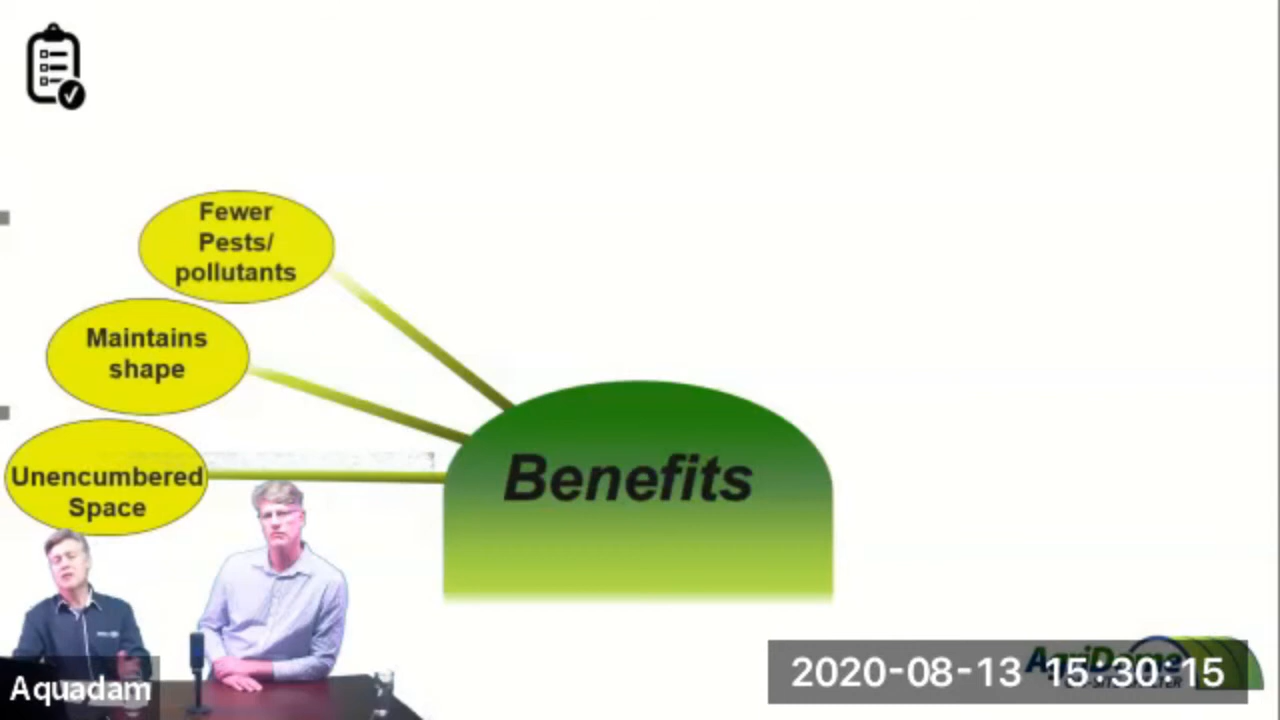 Fewer
Pests/
pollutants
Maintains
shape
Unencumbered
Space
Benefits
Aquadam
2020-08-13 15:30:15